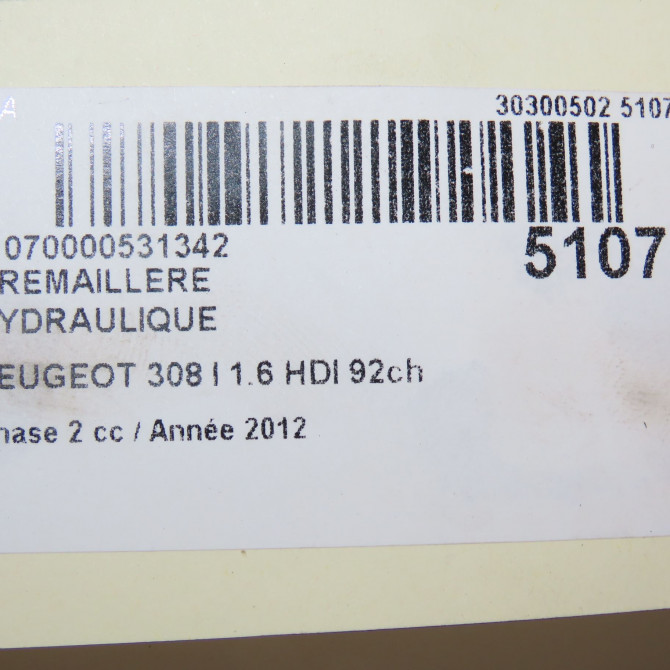 A
30300502 5107
070000531342
5107
REMAILLERE
YDRAULIQUE
EUGEOT 308 I 1.6 HDI 92ch
hase 2 cc / Année 2012